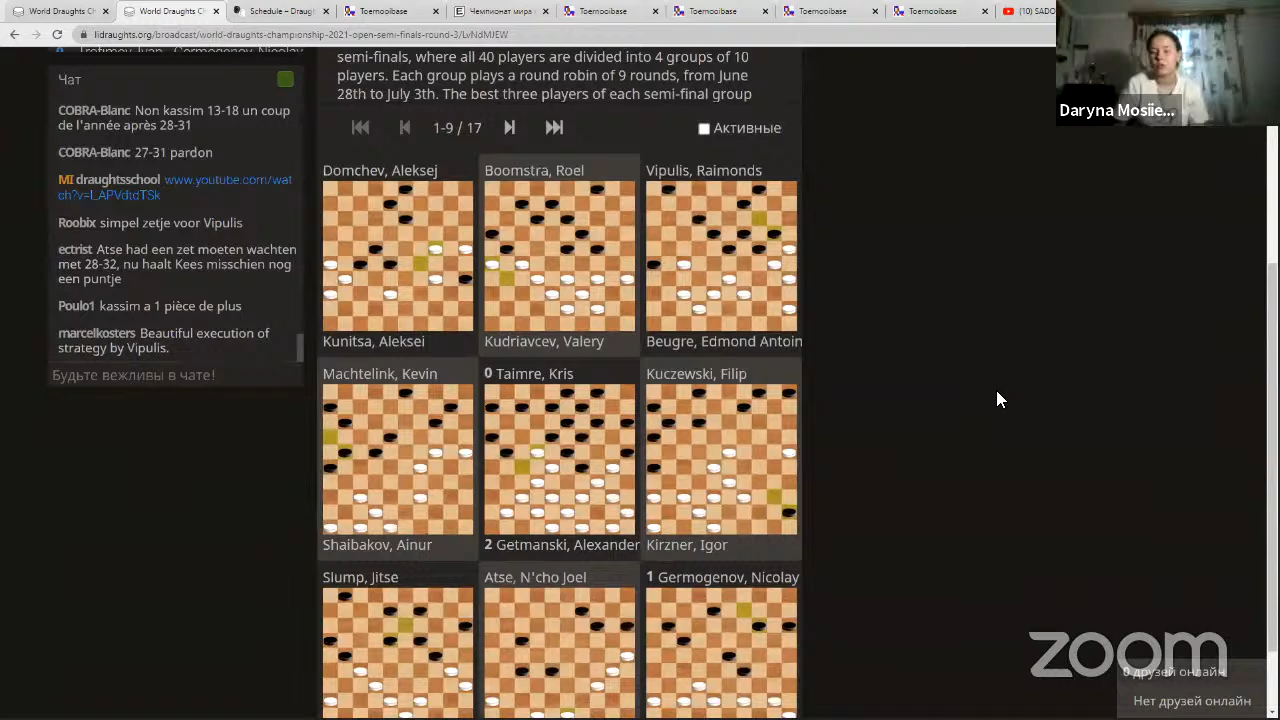 World Draughts Ch
World Draughts Ch
Schedule – Draug
Toernooibase
Чемпионат мира
Toernooibase
Toernooibase
Toernooibase
Toernooibase
(10) SADO
lidraughts.org/broadcast/world-draughts-championship-2021-open-semi-finals-round-3/LwN6MUEW
Чат
COBRA-Blanc Non kassim 13-18 un coup
de l'année après 28-31
COBRA-Blanc 27-31 pardon
MI draughtsschool www.youtube.com/wat
ch?v=LAPVdtdTSk
Roobix simpel zetje voor Vipulis
ectrist Atse had een zet moeten wachten
met 28-32, nu haalt Kees misschien nog
een puntje
Poulo1 kassim a 1 pièce de plus
marcelkosters Beautiful execution of
strategy by Vipulis.
Будьте вежливы в чате!
semi-finals, where all 40 players are divided into 4 groups of 10
players. Each group plays a round robin of 9 rounds, from June
28th to July 3th. The best three players of each semi-final group
1-9 / 17
Активные
Domchev, Aleksej
Boomstra, Roel
Vipulis, Raimonds
Kunitsa, Aleksei
Kudriavcev, Valery
Beugre, Edmond Antoin
Machtelink, Kevin
0 Taimre, Kris
Kuczewski, Filip
Shaibakov, Ainur
2 Getmanski, Alexander
Kirzner, Igor
Slump, Jitse
Atse, N'cho Joel
1 Germogenov, Nicolay
Daryna Mosiie...
zoom
0 друзей онлайн
Нет друзей онлайн